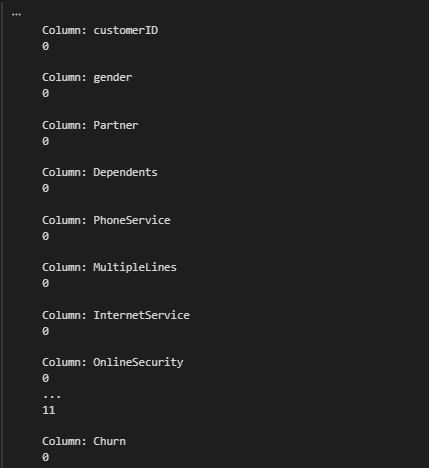 ...
Column: customerID
0
Column: gender
0
Column: Partner
0
Column: Dependents
0
Column: PhoneService
0
Column: MultipleLines
0
Column: InternetService
0
Column: OnlineSecurity
0
...
11
Column: Churn
0